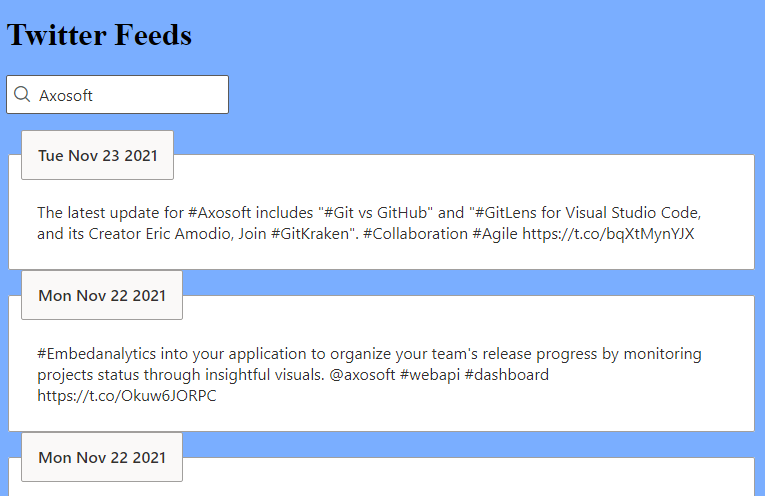 Twitter Feeds
Axosoft
Tue Nov 23 2021
The latest update for #Axosoft includes "#Git vs GitHub" and "#GitLens for Visual Studio Code,
and its Creator Eric Amodio, Join #GitKraken". #Collaboration #Agile https://t.co/bqXtMynYJX
Mon Nov 22 2021
#Embedanalytics into your application to organize your team's release progress by monitoring
projects status through insightful visuals. @axosoft #webapi #dashboard
https://t.co/Okuw6JORPC
Mon Nov 22 2021